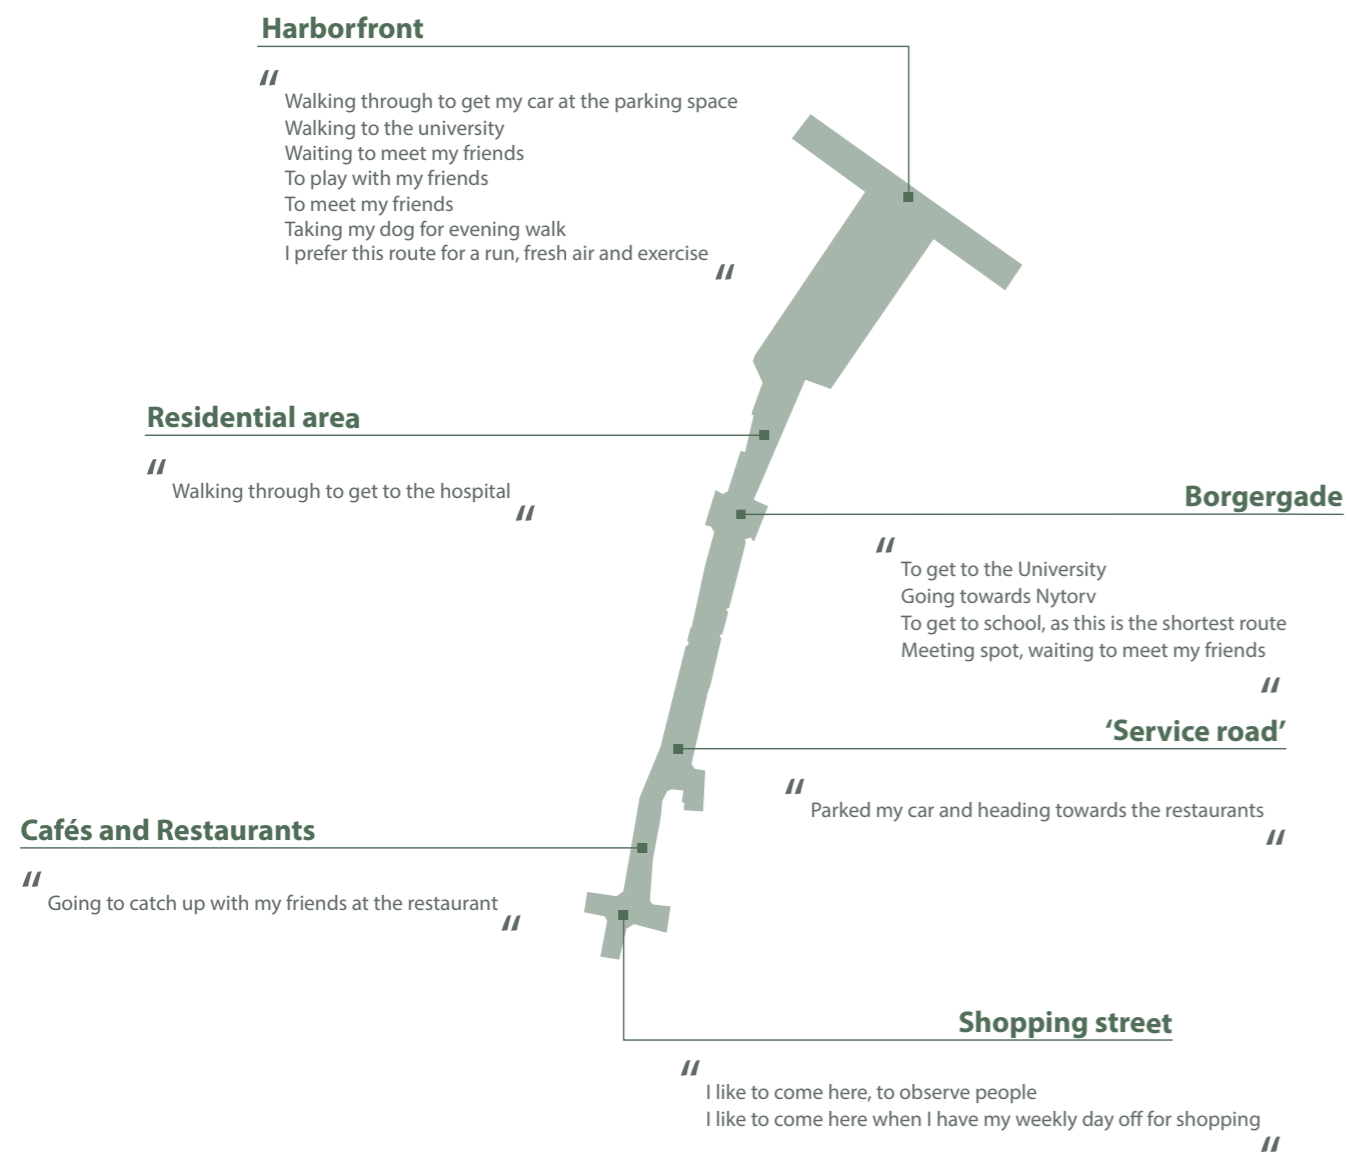 Harborfront
“
Walking through to get my car at the parking space
Walking to the university
Waiting to meet my friends
To play with my friends
To meet my friends
Taking my dog for evening walk
I prefer this route for a run, fresh air and exercise
“
Residential area
“
Walking through to get to the hospital
“
Borgergade
“
To get to the University
Going towards Nytorv
To get to school, as this is the shortest route
Meeting spot, waiting to meet my friends
“
‘Service road’
“
Parked my car and heading towards the restaurants
“
Cafés and Restaurants
“
Going to catch up with my friends at the restaurant
“
Shopping street
“
I like to come here, to observe people
I like to come here when I have my weekly day off for shopping
“